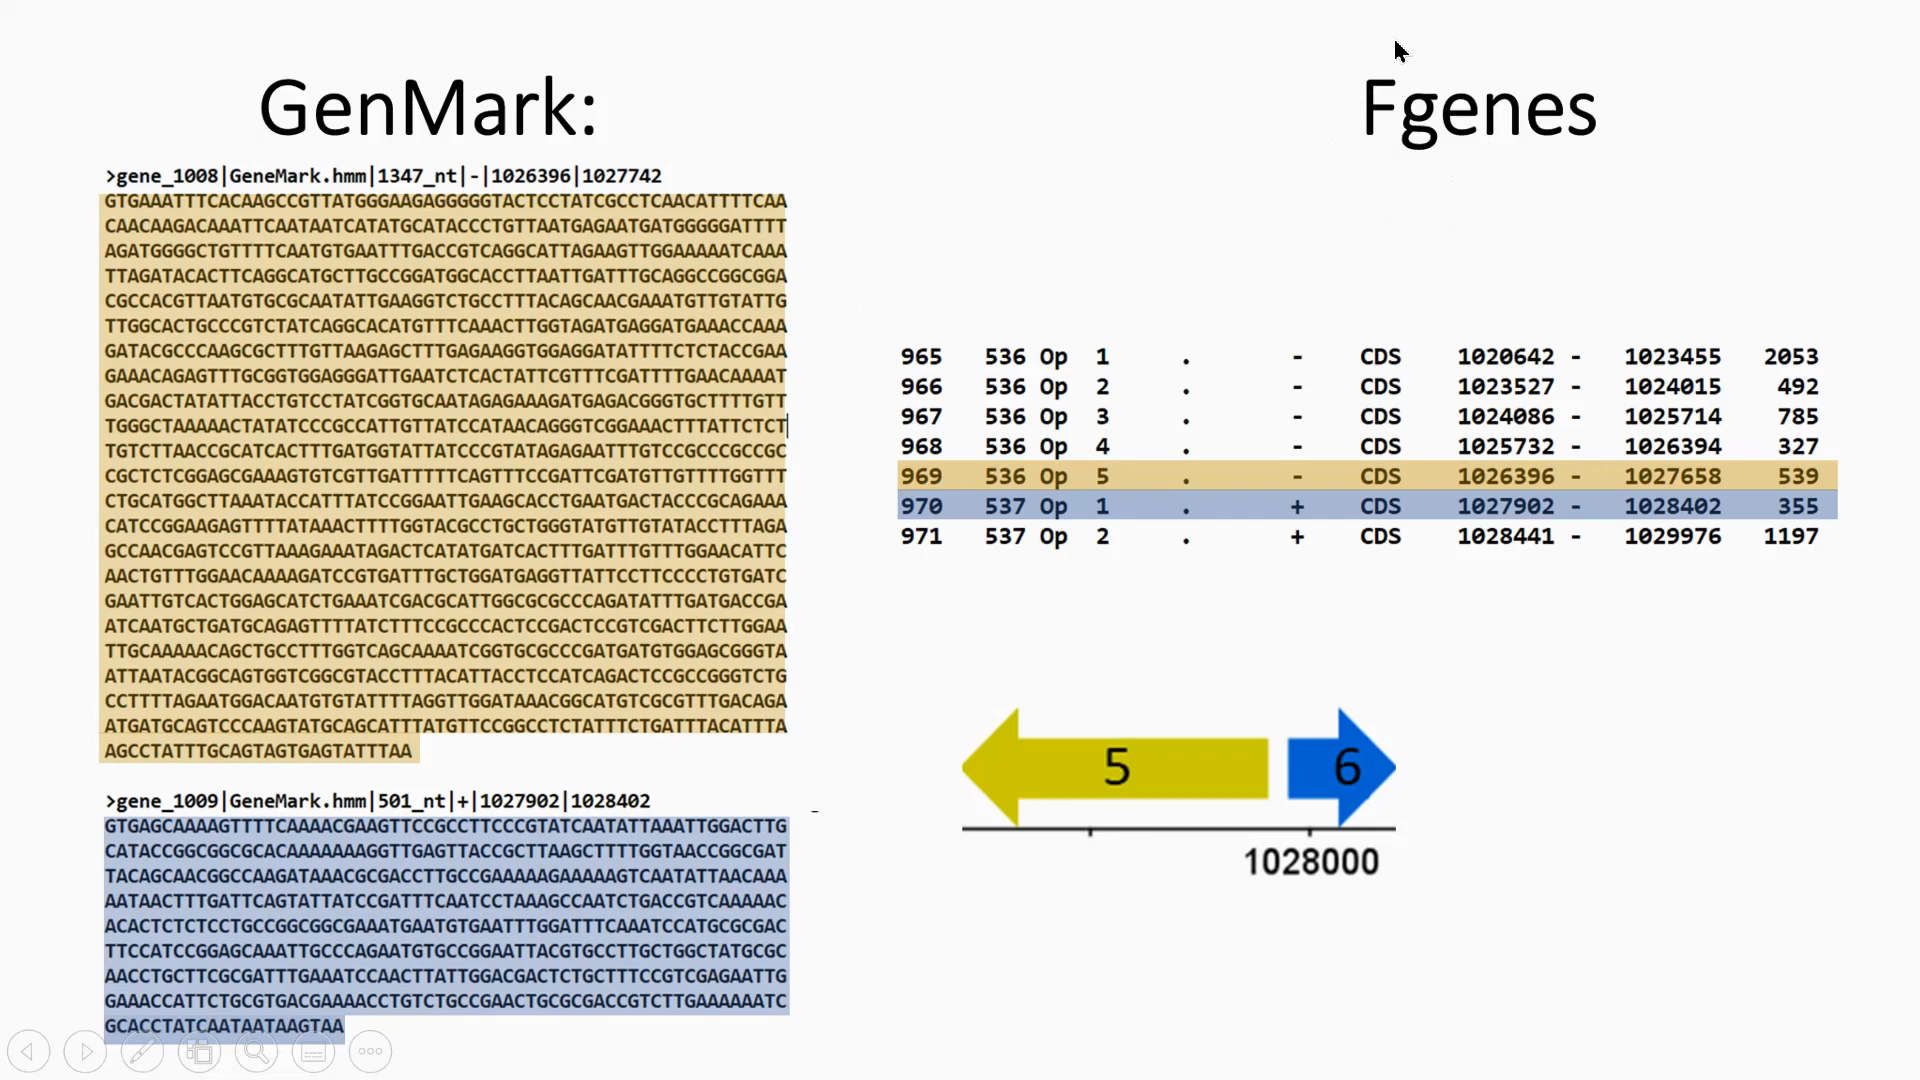 GenMark:
Fgenes
>gene_1008|GeneMark.hmm|1347_nt|-|1026396|1027742
GTGAAATTTCACAAGCCGTTATGGGAAGAGGGGGTACTCCTATCGCCTCAACATTTTCAA
CAACAAGACAAATTCAATAATCATATGCATACCCTGTTAATGAGAATGATGGGGGATTTT
AGATGGGGCTGTTTTCAATGTGAATTTGACCGTCAGGCATTAGAAGTTGGAAAAATCAAA
TTAGATACACTTCAGGCATGCTTGCCGGATGGCACCTTAATTGATTTGCAGGCCGGCGGA
CGCCACGTTAATGTGCGCAATATTGAAGGTCTGCCTTTACAGCAACGAAATGTTGTATTG
TTGGCACTGCCCGTCTATCAGGCACATGTTTCAAACTTGGTAGATGAGGATGAAACCAAA
GATACGCCCAAGCGCTTTGTTAAGAGCTTTGAGAAGGTGGAGGATATTTTCTCTACCGAA
GAAACAGAGTTTGCGGTGGAGGGATTGAATCTCACTATTCGTTTCGATTTTGAACAAAAT
GACGACTATATTACCTGTCCTATCGGTGCAATAGAGAAAGATGAGACGGGTGCTTTTGTT
TGGGCTAAAAACTATATCCCGCCATTGTTATCCATAACAGGGTCGGAAACTTTATTCTCT
TGTCTTAACCGCATCACTTTGATGGTATTATCCCGTATAGAGAATTTGTCCGCCCGCCGC
CGCTCTCGGAGCGAAAGTGTCGTTGATTTTTCAGTTTCCGATTCGATGTTGTTTTGGTTT
CTGCATGGCTTAAATACCATTTATCCGGAATTGAAGCACCTGAATGACTACCCGCAGAAA
CATCCGGAAGAGTTTTATAAACTTTTGGTACGCCTGCTGGGTATGTTGTATACCTTTAGA
GCCAACGAGTCCGTTAAAGAAATAGACTCATATGATCACTTTGATTTGTTTGGAACATTC
AACTGTTTGGAACAAAAGATCCGTGATTTGCTGGATGAGGTTATTCCTTCCCCTGTGATC
GAATTGTCACTGGAGCATCTGAAATCGACGCATTGGCGCGCCCAGATATTTGATGACCGA
ATCAATGCTGATGCAGAGTTTTATCTTTCCGCCCACTCCGACTCCGTCGACTTCTTGGAA
TTGCAAAAACAGCTGCCTTTGGTCAGCAAAATCGGTGCGCCCGATGATGTGGAGCGGGTA
ATTAATACGGCAGTGGTCGGCGTACCTTTACATTACCTCCATCAGACTCCGCCGGGTCTG
CCTTTTAGAATGGACAATGTGTATTTTAGGTTGGATAAACGGCATGTCGCGTTTGACAGA
ATGATGCAGTCCCAAGTATGCAGCATTTATGTTCCGGCCTCTATTTCTGATTTACATTTA
AGCCTATTTGCAGTAGTGAGTATTTAA
>gene_1009|GeneMark.hmm|501_nt|+|1027902|1028402
GTGAGCAAAAGTTTTCAAAACGAAGTTCCGCCTTCCCGTATCAATATTAAATTGGACTTG
CATACCGGCGGCGCACAAAAAAAGGTTGAGTTACCGCTTAAGCTTTTGGTAACCGGCGAT
TACAGCAACGGCCAAGATAAACGCGACCTTGCCGAAAAAGAAAAAGTCAATATTAACAAA
AATAACTTTGATTCAGTATTATCCGATTTCAATCCTAAAGCCAATCTGACCGTCAAAAAC
ACACTCTCTCCTGCCGGCGGCGAAATGAATGTGAATTTGGATTTCAAATCCATGCGCGAC
TTCCATCCGGAGCAAATTGCCCAGAATGTGCCGGAATTACGTGCCTTGCTGGCTATGCGC
AACCTGCTTCGCGATTTGAAATCCAACTTATTGGACGACTCTGCTTTCCGTCGAGAATTG
GAAACCATTCTGCGTGACGAAAACCTGTCTGCCGAACTGCGCGACCGTCTTGAAAAAATC
GCACCTATCAATAATAAGTAA
965 536 Op 1 . - CDS 1020642 - 1023455 2053
966 536 Op 2 . - CDS 1023527 - 1024015 492
967 536 Op 3 . - CDS 1024086 - 1025714 785
968 536 Op 4 . - CDS 1025732 - 1026394 327
969 536 Op 5 . - CDS 1026396 - 1027658 539
970 537 Op 1 . + CDS 1027902 - 1028402 355
971 537 Op 2 . + CDS 1028441 - 1029976 1197
5
6
1028000